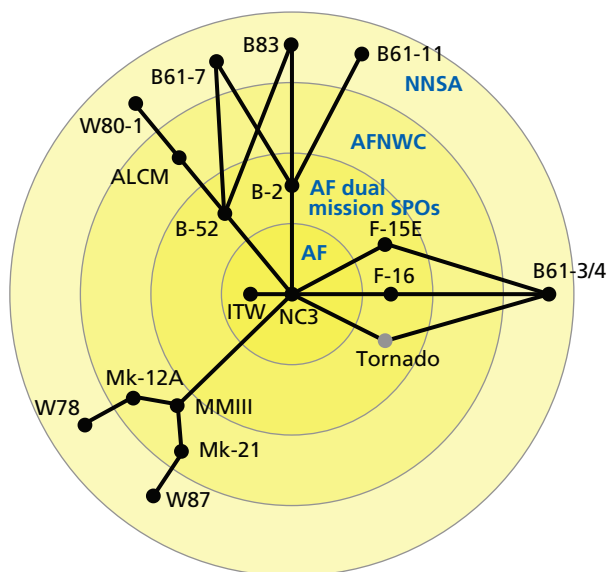 B83
B61-11
B61-7
NNSA
W80-1
AFNWC
ALCM
B-2
AF dual
mission SPOs
B-52
F-15E
AF
F-16
B61-3/4
ITW
NC3
Tornado
Mk-12A
W78
MMIII
Mk-21
W87